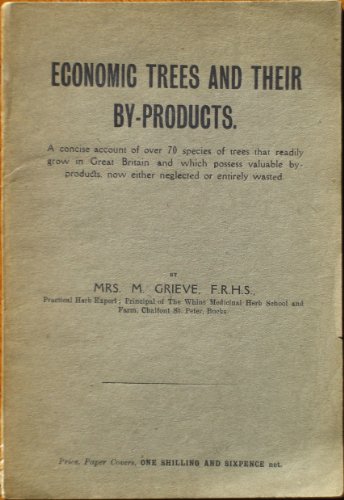 ECONOMIC TREES AND THEIR
BY-PRODUCTS.
A concise account of over 70 species of trees that readily
grow in Great Britain and which possess valuable by-
products, now either neglected or entirely wasted.
BY
MRS. M. GRIEVE, F.R.H.S.,
Practical Herb Expert; Principal of The Whins Medicinal Herb School and
Farm, Chalfont St. Peter, Bucks.
Price, Paper Covers, ONE SHILLING AND SIXPENCE net.